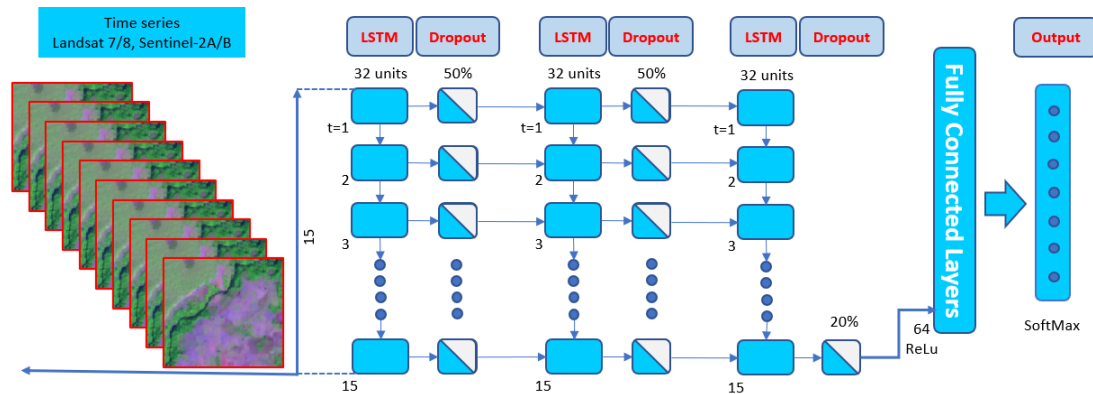 Time series
Landsat 7/8, Sentinel-2A/B
LSTM
Dropout
LSTM
Dropout
LSTM
Dropout
Output
32 units
50%
32 units
50%
32 units
t=1
t=1
t=1
2
2
2
3
3
3
15
15
15
15
20%
64
ReLu
Fully Connected Layers
SoftMax